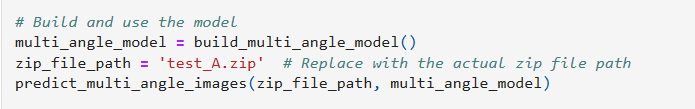 # Build and use the model
multi_angle_model = build_multi_angle_model()
zip_file_path = 'test_A.zip'  # Replace with the actual zip file path
predict_multi_angle_images(zip_file_path, multi_angle_model)